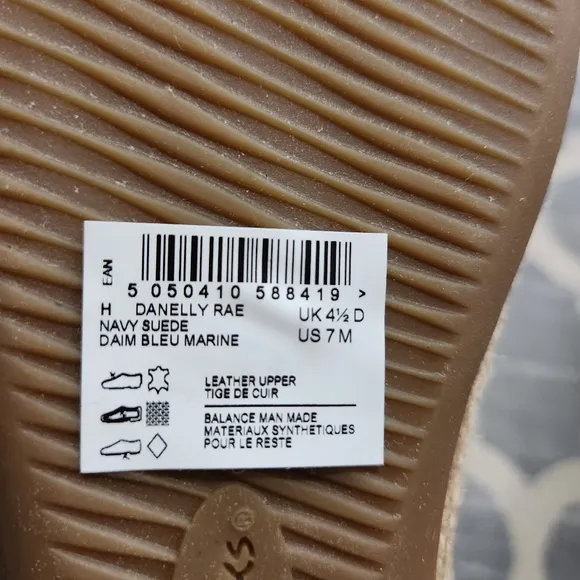 EAN
5 050410 588419 >
H DANELLY RAE UK 4½ D
NAVY SUEDE US 7 M
DAIM BLEU MARINE
LEATHER UPPER
TIGE DE CUIR
BALANCE MAN MADE
MATERIAUX SYNTHETIQUES
POUR LE RESTE